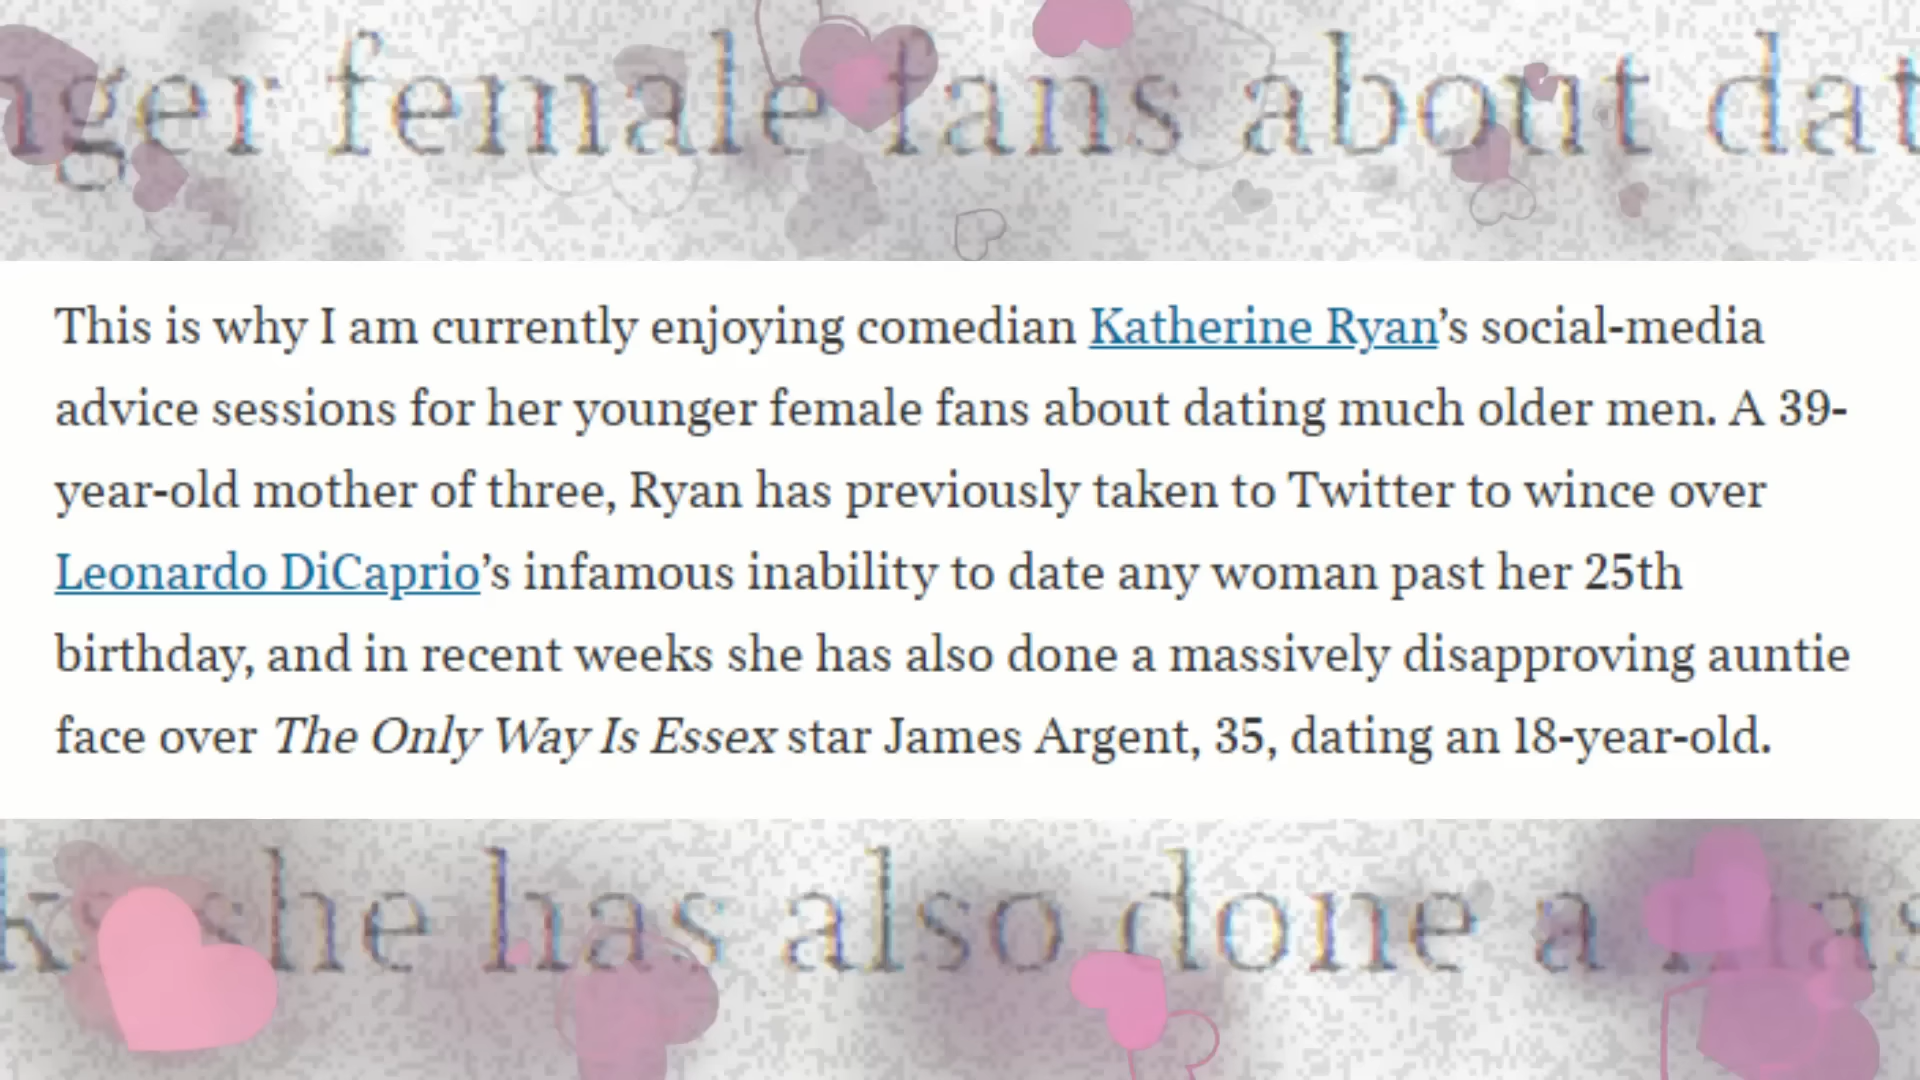 ger female fans about dat
This is why I am currently enjoying comedian Katherine Ryan’s social-media
advice sessions for her younger female fans about dating much older men. A 39-
year-old mother of three, Ryan has previously taken to Twitter to wince over
Leonardo DiCaprio’s infamous inability to date any woman past her 25th
birthday, and in recent weeks she has also done a massively disapproving auntie
face over The Only Way Is Essex star James Argent, 35, dating an 18-year-old.
ks she has also done a mas